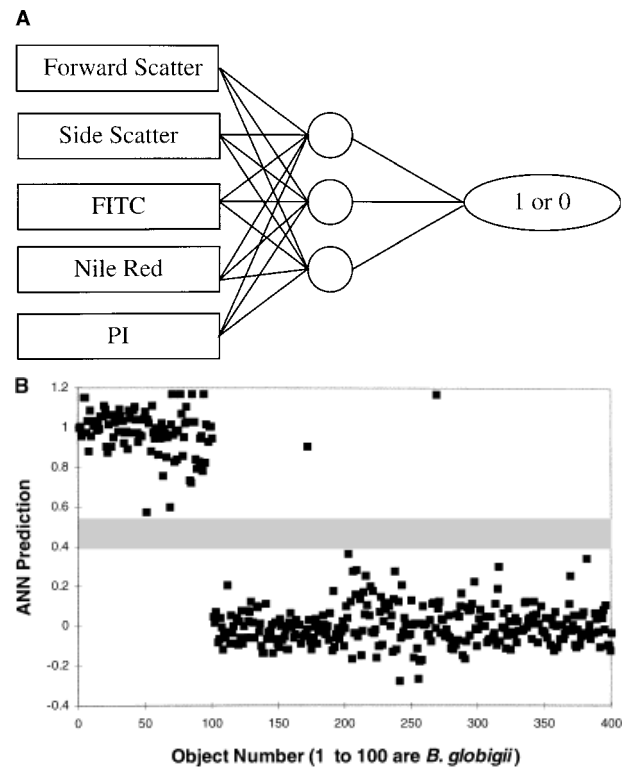 A
Forward Scatter
Side Scatter
FITC
Nile Red
PI
1 or 0
B
1.2
1
0.8
0.6
0.4
0.2
0
-0.2
-0.4
ANN Prediction
0 50 100 150 200 250 300 350 400
Object Number (1 to 100 are B. globigii)